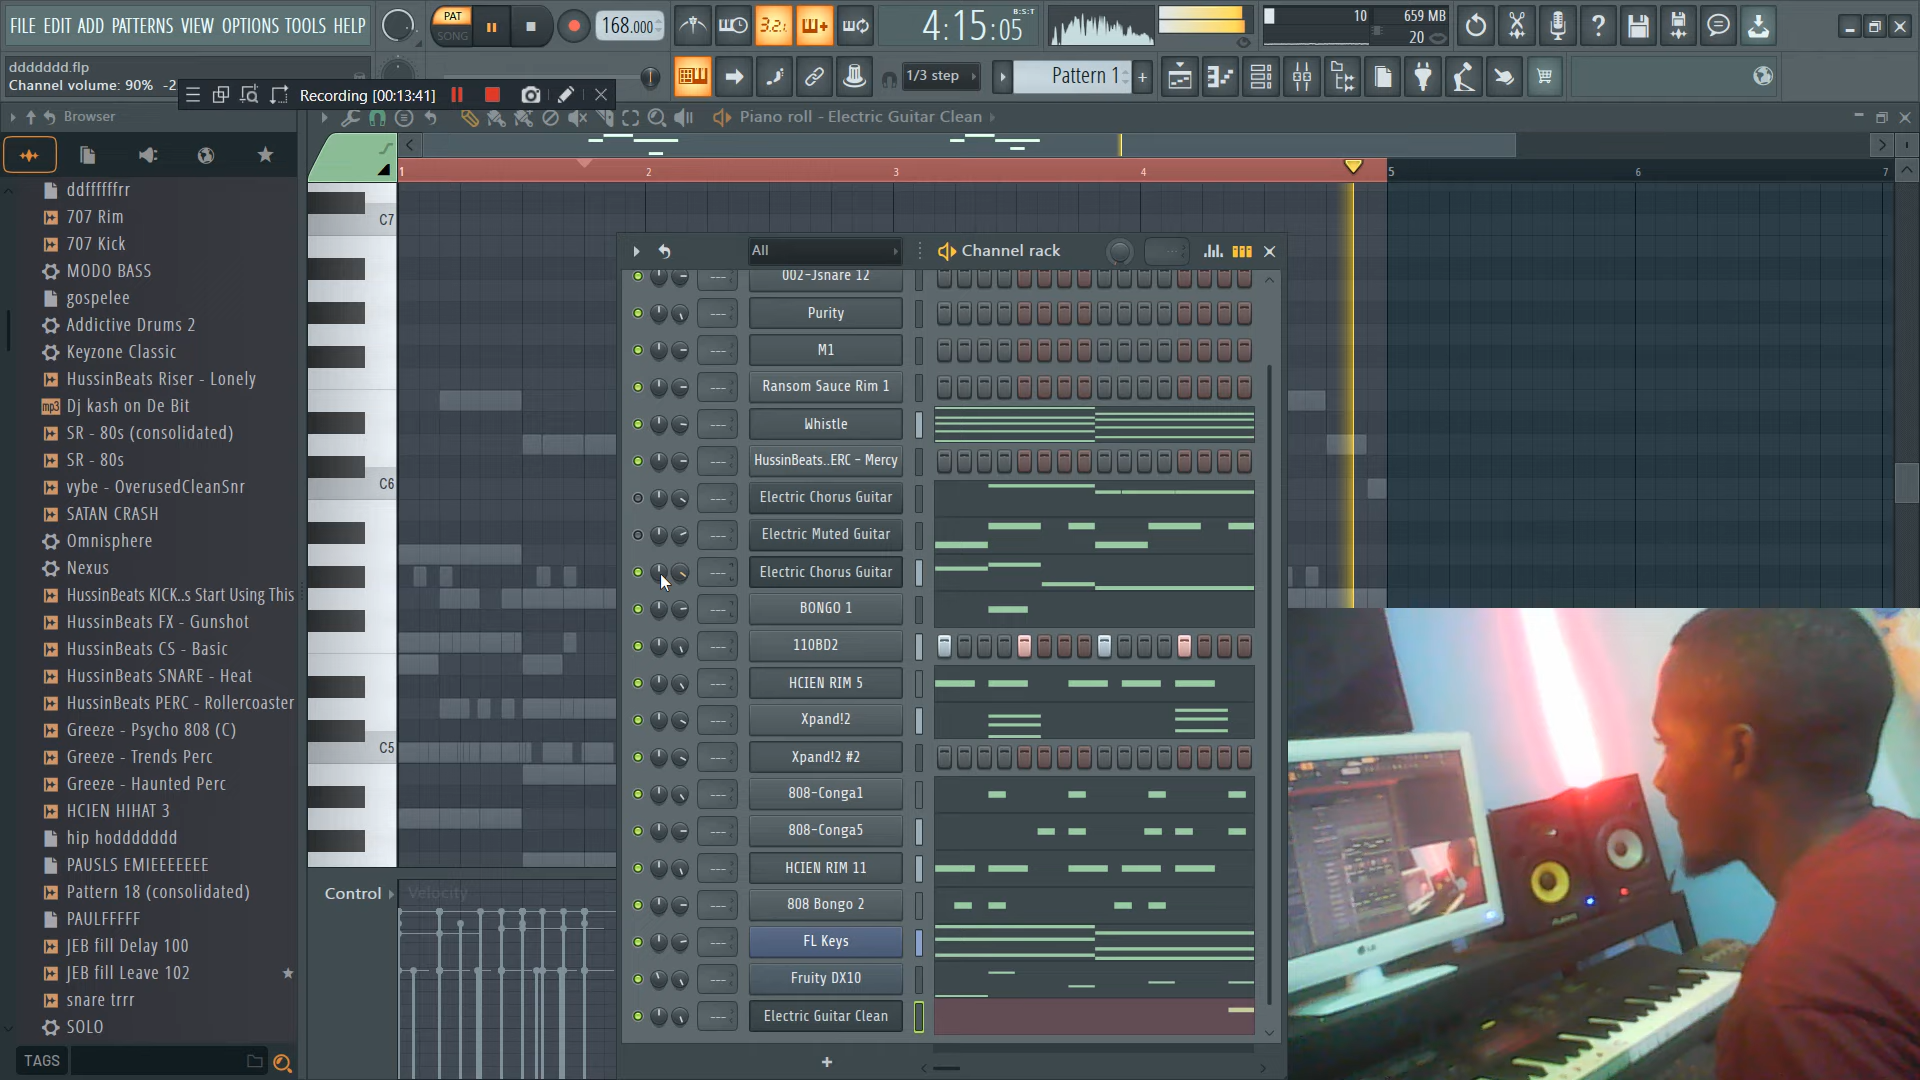 FILE EDIT ADD PATTERNS VIEW OPTIONS TOOLS HELP
PAT
SONG
168.000
3.2.
4:15:05
B:S:T
10
659 MB
20
ddddddd.flp
Channel volume: 90%
Recording [00:13:41]
1/3 step
Pattern 1
Browser
Piano roll - Electric Guitar Clean
ddffffffrr
707 Rim
707 Kick
MODO BASS
gospelee
Addictive Drums 2
Keyzone Classic
HussinBeats Riser - Lonely
mp3
Dj kash on De Bit
SR - 80s (consolidated)
SR - 80s
vybe - OverusedCleanSnr
SATAN CRASH
Omnisphere
Nexus
HussinBeats KICK..s Start Using This
HussinBeats FX - Gunshot
HussinBeats CS - Basic
HussinBeats SNARE - Heat
HussinBeats PERC - Rollercoaster
Greeze - Psycho 808 (C)
Greeze - Trends Perc
Greeze - Haunted Perc
HCIEN HIHAT 3
hip hoddddddd
PAUSLS EMIEEEEEEE
Pattern 18 (consolidated)
PAULFFFFF
JEB fill Delay 100
JEB fill Leave 102
snare trrr
SOLO
TAGS
1
2
3
4
5
6
7
C7
C6
C5
Control
Velocity
All
Channel rack
002-Jsnare 12
Purity
M1
Ransom Sauce Rim 1
Whistle
HussinBeats..ERC - Mercy
Electric Chorus Guitar
Electric Muted Guitar
Electric Chorus Guitar
BONGO 1
110BD2
HCIEN RIM 5
Xpand!2
Xpand!2 #2
808-Conga1
808-Conga5
HCIEN RIM 11
808 Bongo 2
FL Keys
Fruity DX10
Electric Guitar Clean